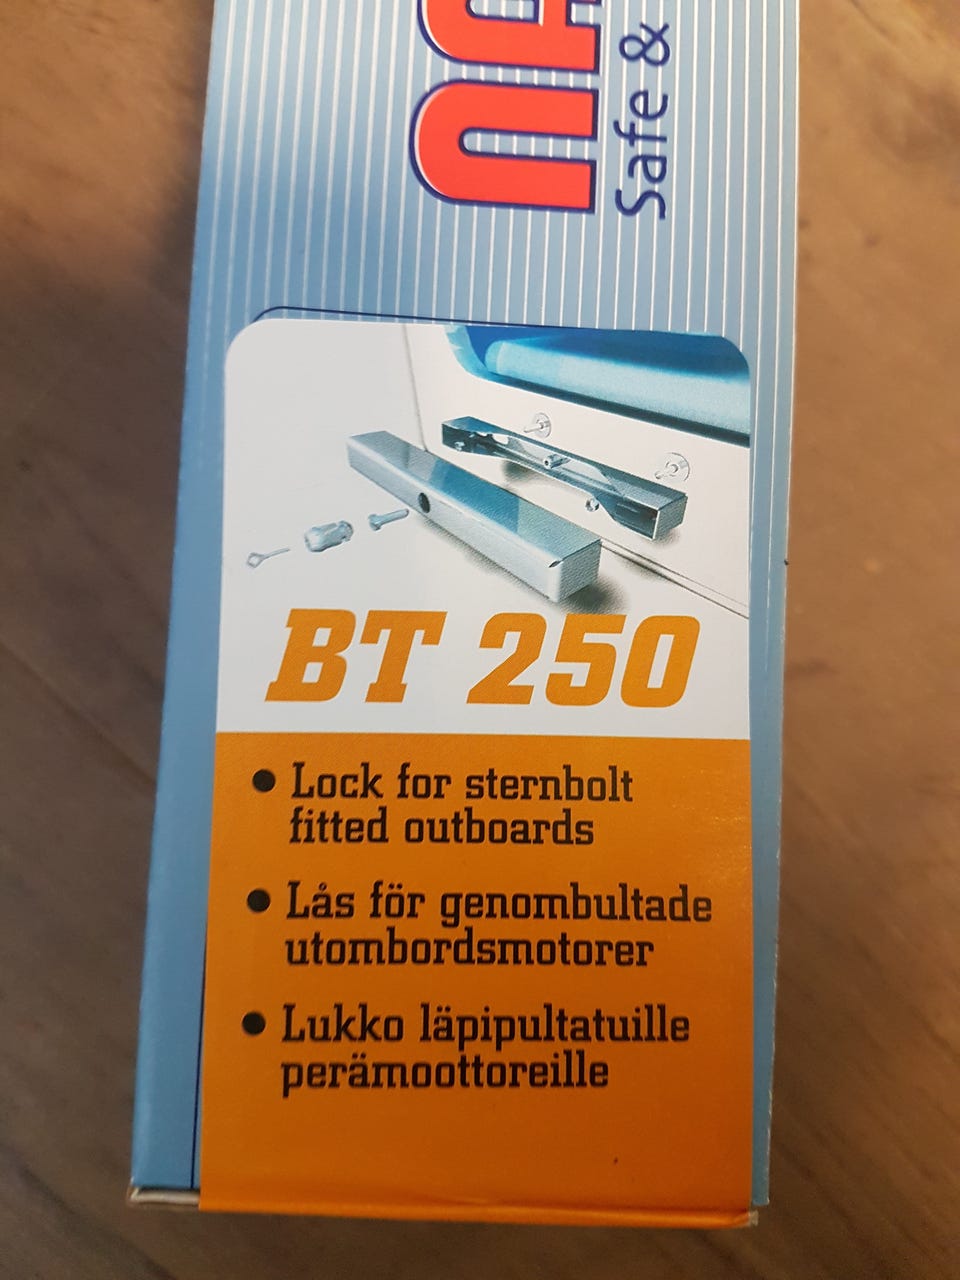 Safe &
BT 250
• Lock for sternbolt
fitted outboards
• Lås för genombultade
utombordsmotorer
• Lukko läpipultatuille
perämoottoreille